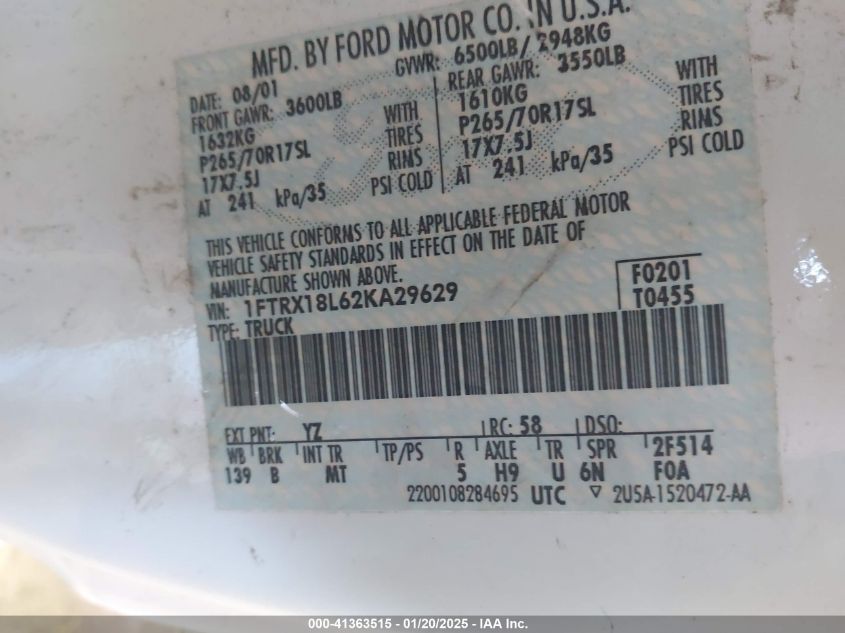 MFD. BY FORD MOTOR CO. IN U.S.A.
DATE: 08/01 GVWR: 6500LB/ 2948KG
FRONT GAWR: 3600LB REAR GAWR: 3550LB
1632KG WITH 1610KG WITH
P265/70R17SL TIRES P265/70R17SL TIRES
17X7.5J RIMS 17X7.5J RIMS
AT 241 kPa/35 PSI COLD AT 241 kPa/35 PSI COLD
THIS VEHICLE CONFORMS TO ALL APPLICABLE FEDERAL MOTOR
VEHICLE SAFETY STANDARDS IN EFFECT ON THE DATE OF
MANUFACTURE SHOWN ABOVE.
VIN: 1FTRX18L62KA29629 F0201
TYPE: TRUCK T0455
EXT PNT: YZ RC: 58 DSO:
WB BRK INT TR TP/PS R AXLE TR SPR 2F514
139 B MT 5 H9 U 6N F0A
2200108284695 UTC ▽ 2U5A-1520472-AA
000-41363515 - 01/20/2025 - IAA Inc.